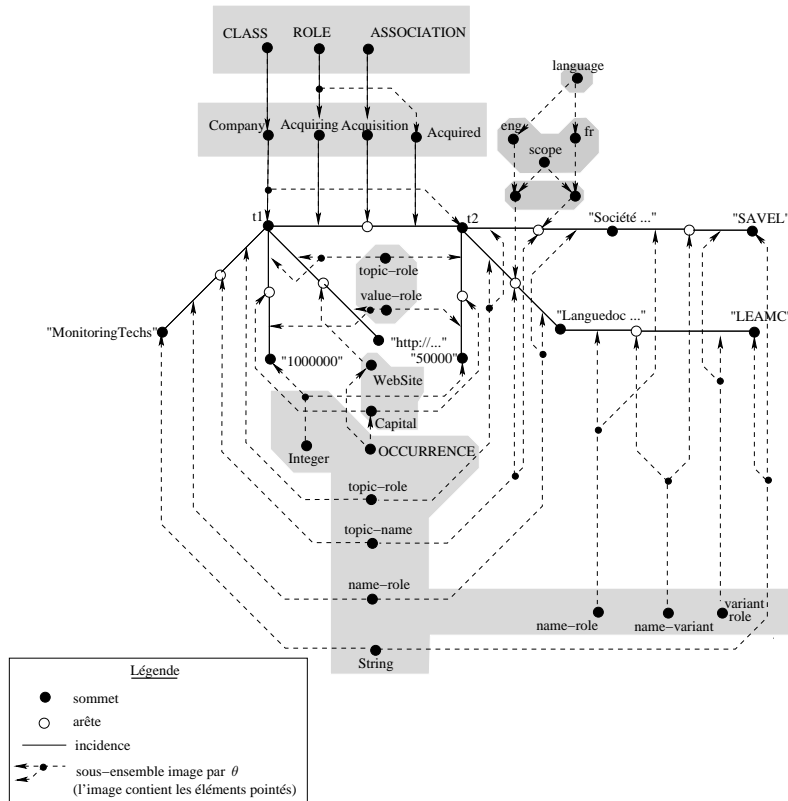 CLASS ROLE ASSOCIATION
language
Company Acquiring Acquisition Acquired
eng fr
scope
t1 t2 "Société ..." "SAVEL"
topic−role
value−role
"MonitoringTechs" "http://..." "Languedoc ..." "LEAMC"
"1000000" "50000"
WebSite
Capital
Integer OCCURRENCE
topic−role
topic−name
name−role
name−role name−variant variant role
String
Légende
sommet
arête
incidence
sous−ensemble image par θ
(l'image contient les éléments pointés)